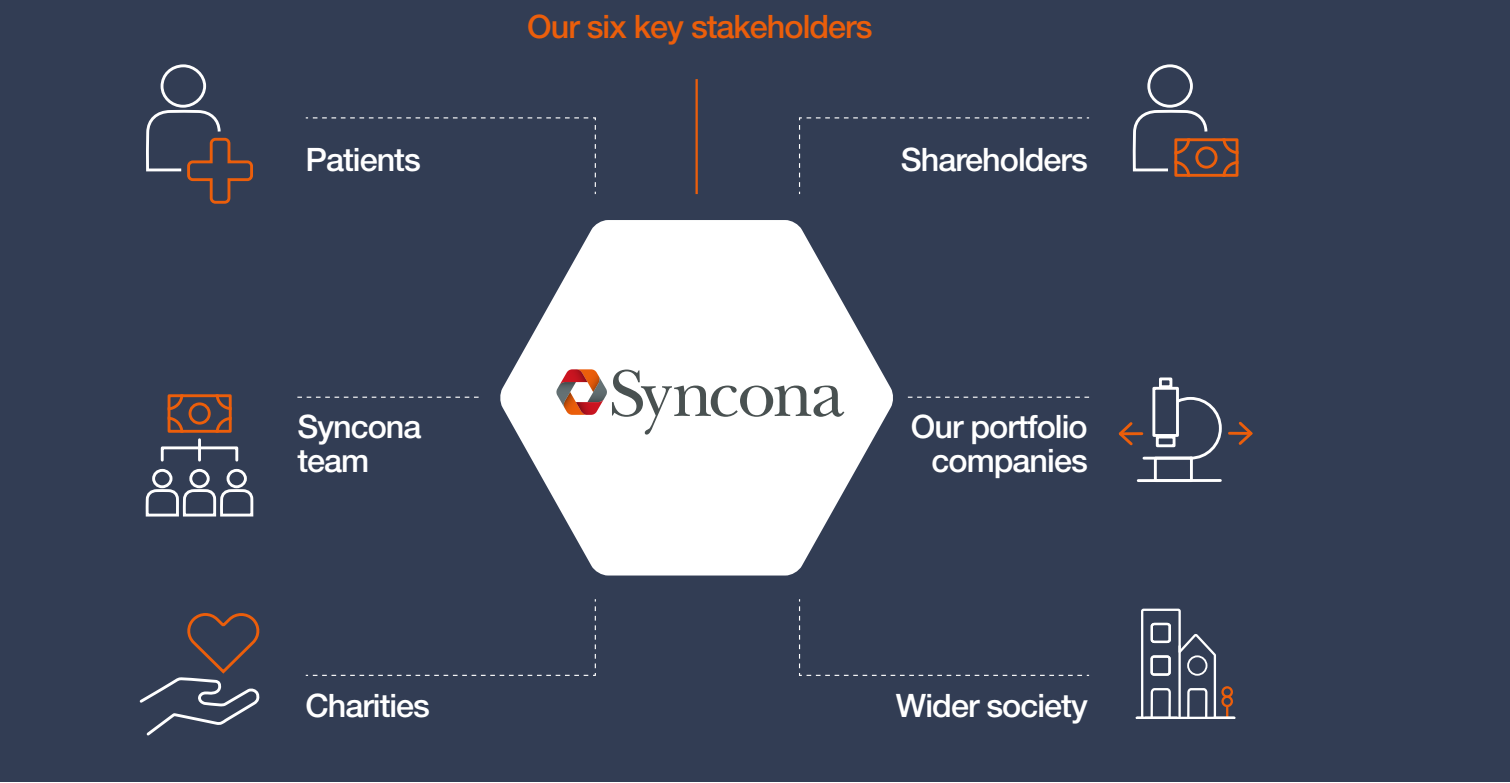 Our six key stakeholders
Patients
Shareholders
Syncona
Syncona
team
Our portfolio
companies
Charities
Wider society